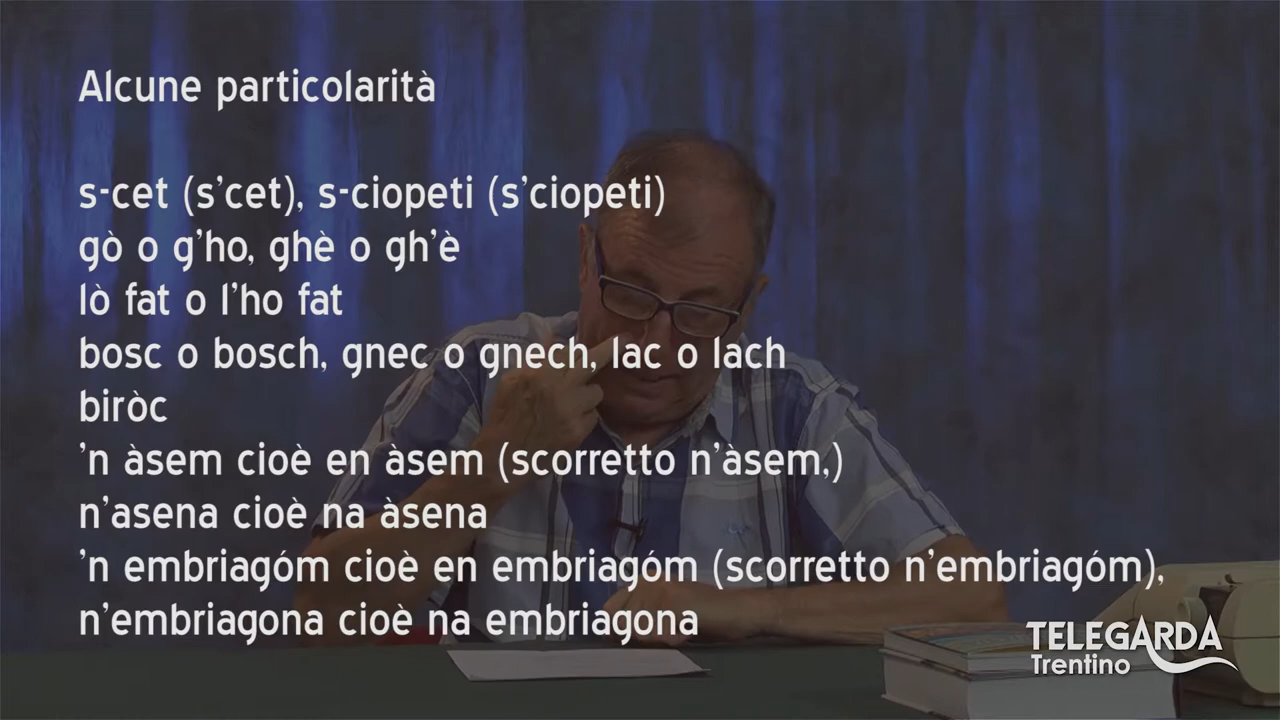 Alcune particolarità
s-cet (s'cet), s-ciopeti (s'ciopeti)
gò o g'ho, ghè o gh'è
lò fat o l'ho fat
bosc o bosch, gnec o gnech, lac o lach
biròc
'n àsem cioè en àsem (scorretto n'àsem,)
n'asena cioè na àsena
'n embriagóm cioè en embriagóm (scorretto n'embriagóm),
n'embriagona cioè na embriagona
TELEGARDA
Trentino